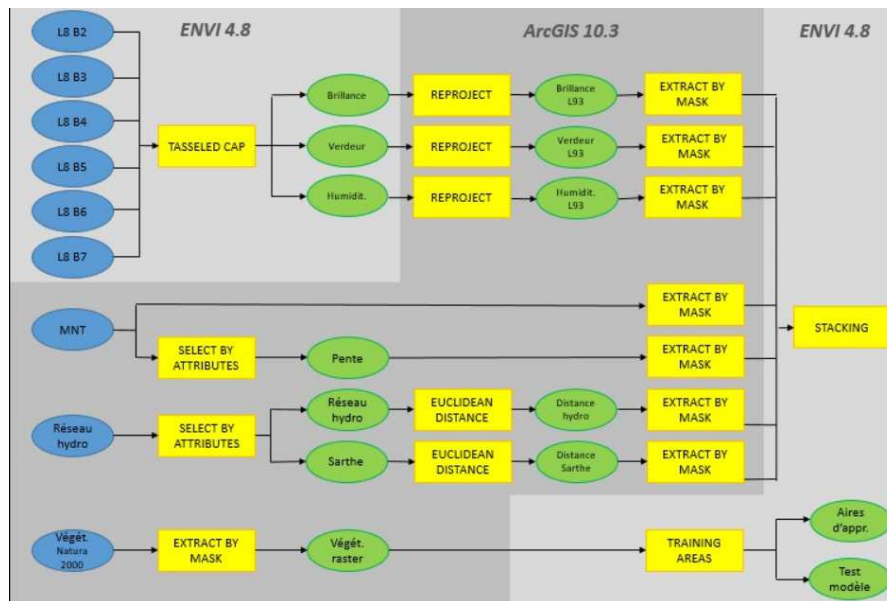 ENVI 4.8
ArcGIS 10.3
ENVI 4.8
L8 B2
L8 B3
L8 B4
L8 B5
L8 B6
L8 B7
TASSELED CAP
Brillance
REPROJECT
Brillance
L93
EXTRACT BY
MASK
Verdeur
REPROJECT
Verdeur
L93
EXTRACT BY
MASK
Humidit.
REPROJECT
Humidit.
L93
EXTRACT BY
MASK
MNT
EXTRACT BY
MASK
SELECT BY
ATTRIBUTES
Pente
EXTRACT BY
MASK
STACKING
Réseau
hydro
SELECT BY
ATTRIBUTES
Réseau
hydro
EUCLIDEAN
DISTANCE
Distance
hydro
EXTRACT BY
MASK
Sarthe
EUCLIDEAN
DISTANCE
Distance
Sarthe
EXTRACT BY
MASK
Végét.
Natura
2000
EXTRACT BY
MASK
Végét.
raster
TRAINING
AREAS
Aires
d'appr.
Test
modèle